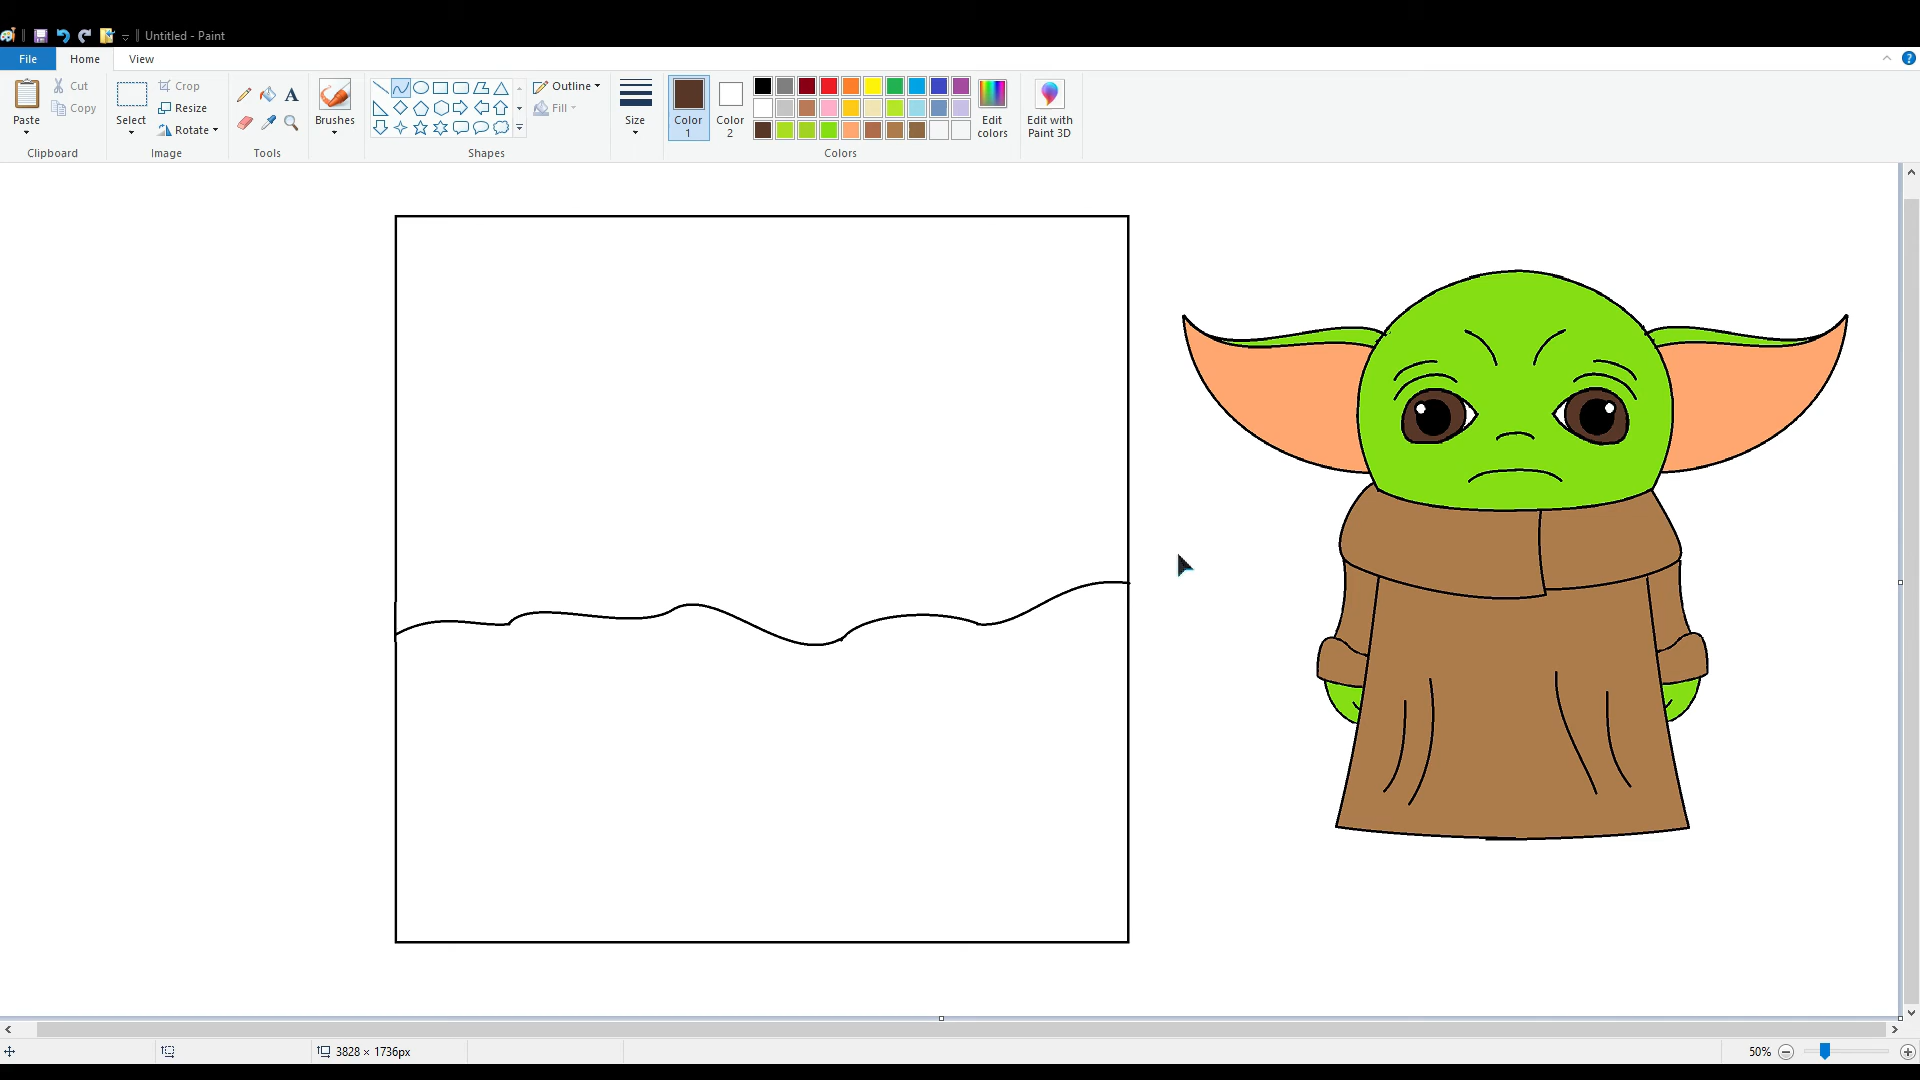 Untitled - Paint
File Home View
Cut Crop Outline
Copy Resize Fill
Paste Select Rotate Brushes Size Color 1 Color 2 Edit colors Edit with Paint 3D
Clipboard Image Tools Shapes Colors
3828 × 1736px 50%